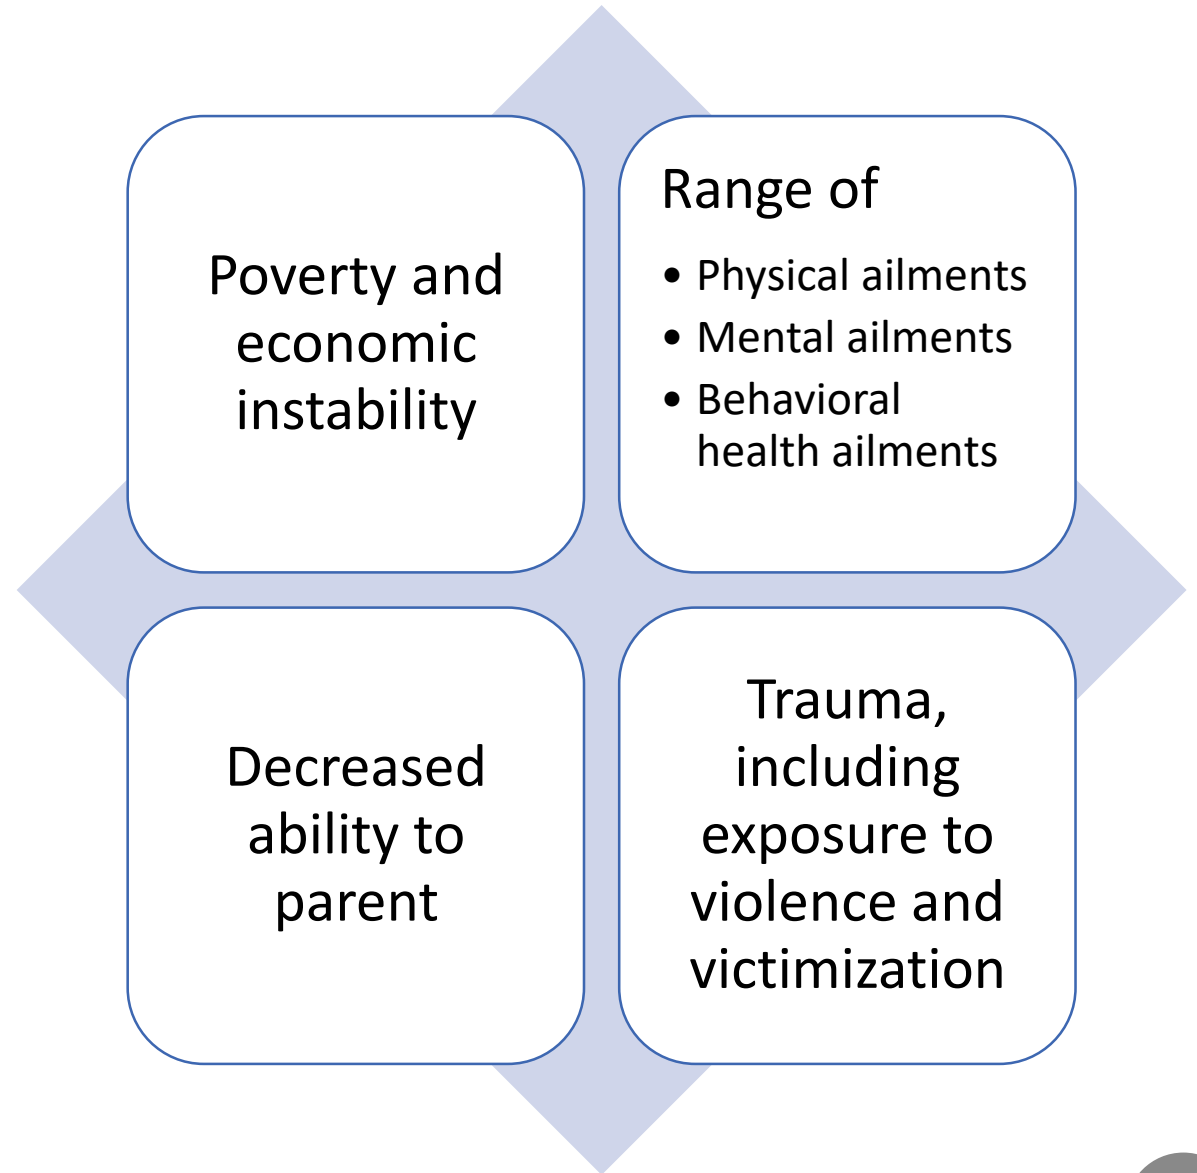 Poverty and
economic
instability
Range of
• Physical ailments
• Mental ailments
• Behavioral
health ailments
Decreased
ability to
parent
Trauma,
including
exposure to
violence and
victimization